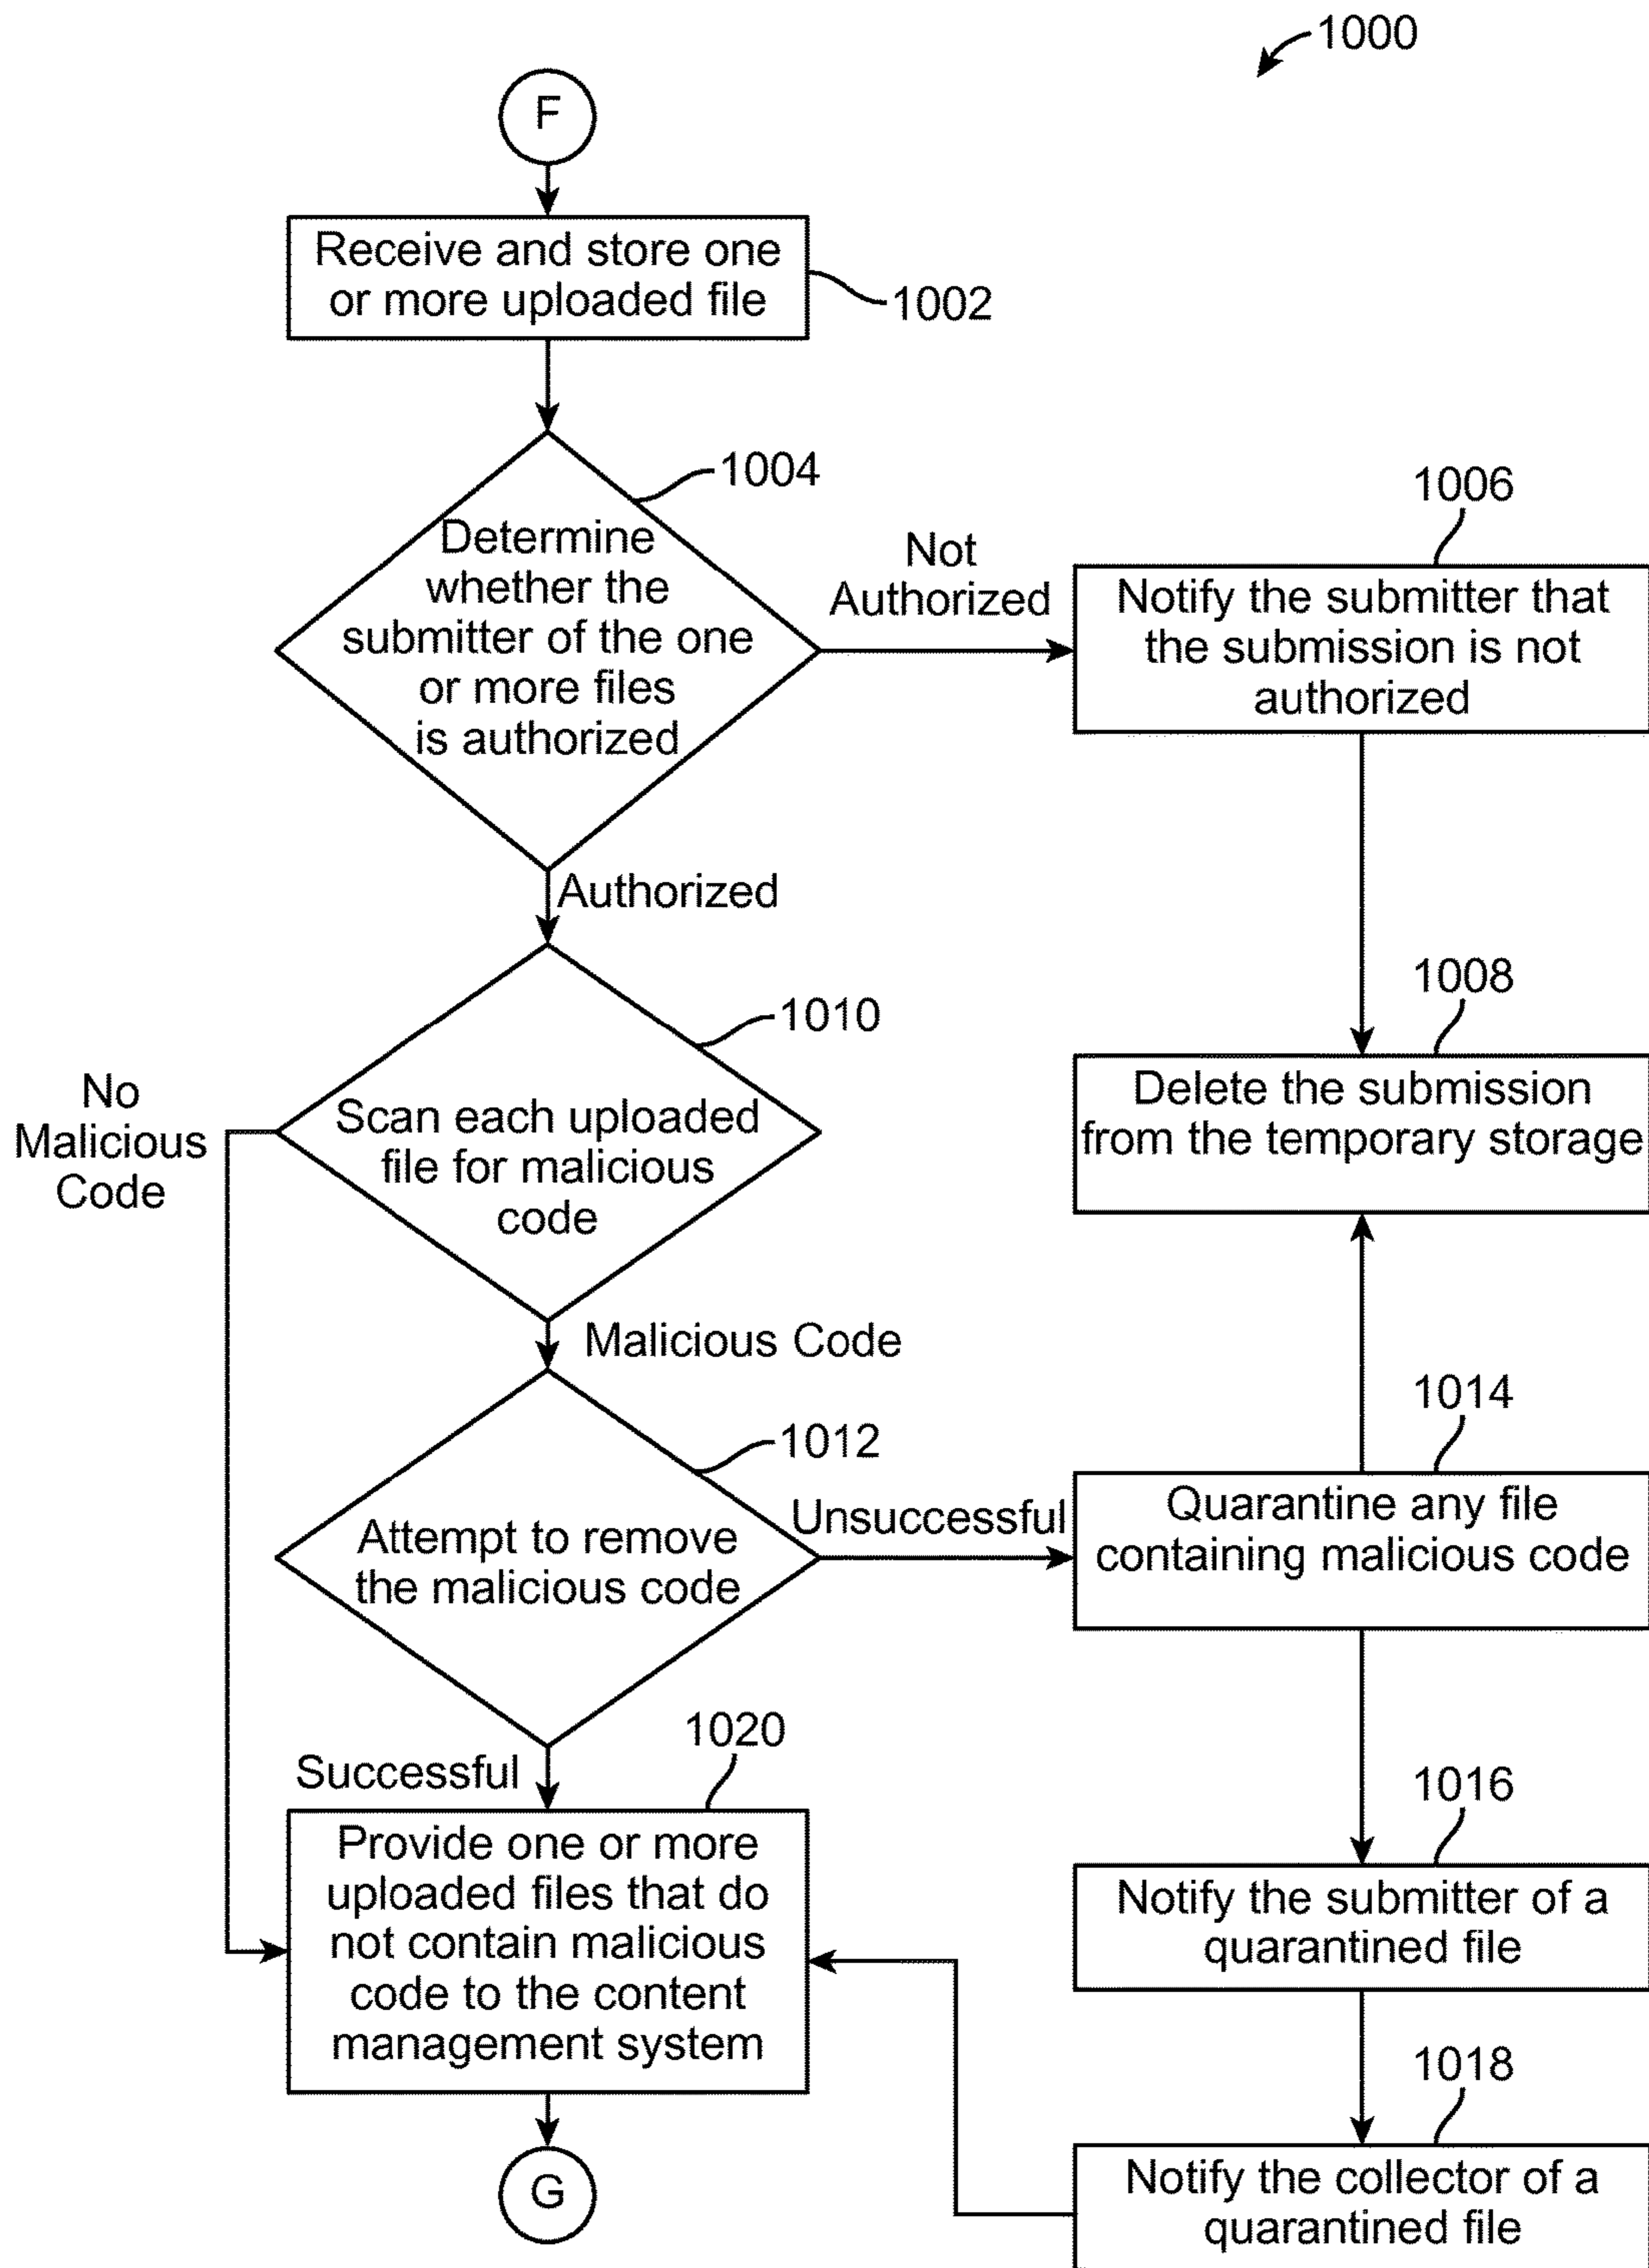 1000
F
Receive and store one
or more uploaded file
1002
1004
Determine
whether the
submitter of the one
or more files
is authorized
Not
Authorized
1006
Notify the submitter that
the submission is not
authorized
Authorized
1008
Delete the submission
from the temporary storage
1010
Scan each uploaded
file for malicious
code
No
Malicious
Code
Malicious Code
1012
Attempt to remove
the malicious code
Unsuccessful
1014
Quarantine any file
containing malicious code
Successful
1020
Provide one or more
uploaded files that do
not contain malicious
code to the content
management system
1016
Notify the submitter of a
quarantined file
1018
Notify the collector of a
quarantined file
G